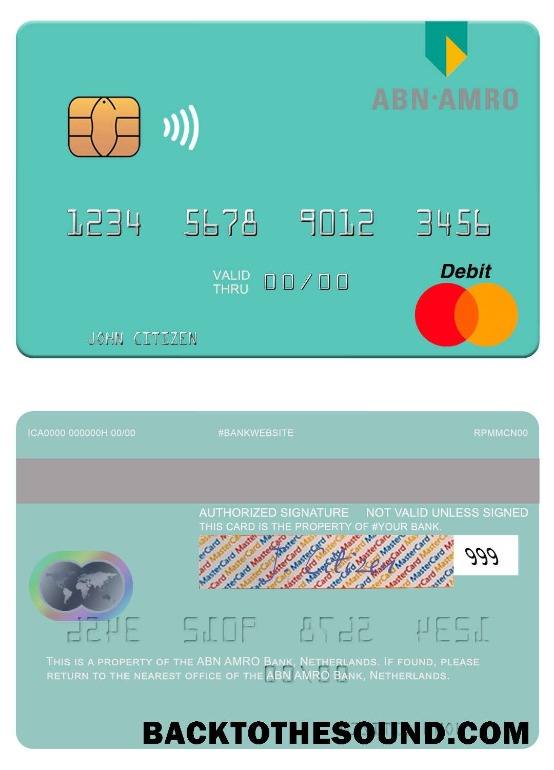 ABN·AMRO
1234 5678 9012 3456
VALID THRU 00/00
Debit
JOHN CITIZEN
ICA0000 000000H 00/00 #BANKWEBSITE RPMMCN00
AUTHORIZED SIGNATURE NOT VALID UNLESS SIGNED
THIS CARD IS THE PROPERTY OF #YOUR BANK.
MasterCard MasterCard MasterCard
999
THIS IS A PROPERTY OF THE ABN AMRO BANK, NETHERLANDS. IF FOUND, PLEASE
RETURN TO THE NEAREST OFFICE OF THE ABN AMRO BANK, NETHERLANDS.
BACKTOTHESOUND.COM